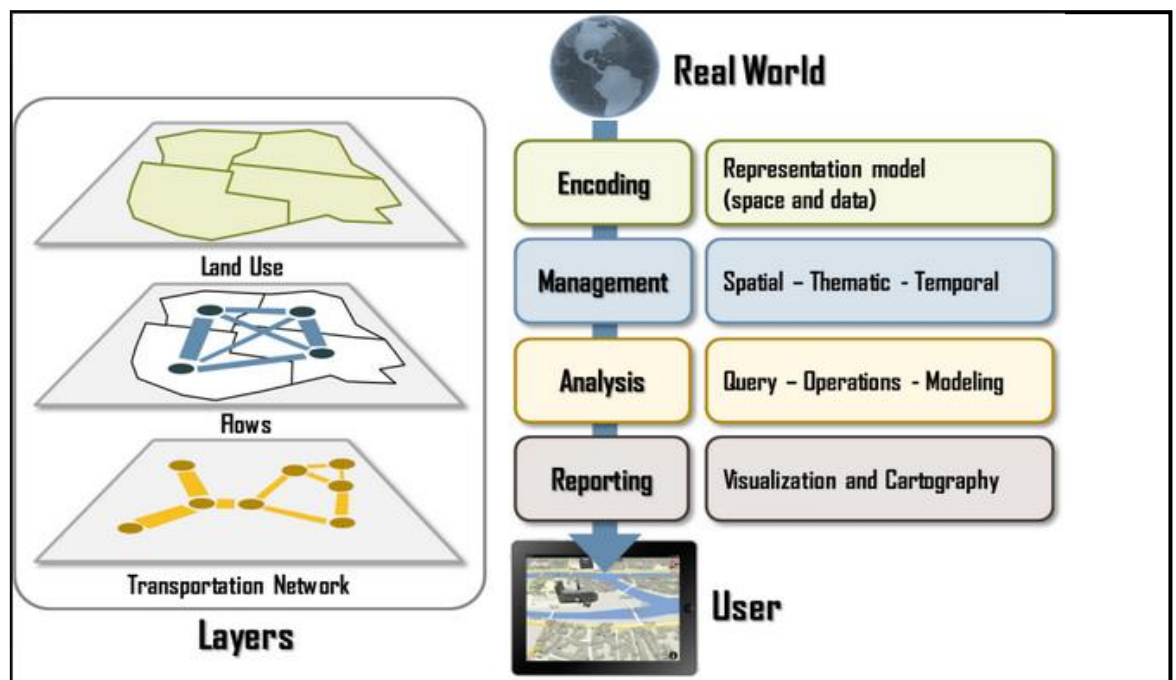 Real World
Encoding
Representation model
(space and data)
Management
Spatial – Thematic - Temporal
Analysis
Query – Operations - Modeling
Reporting
Visualization and Cartography
User
Land Use
Flows
Transportation Network
Layers